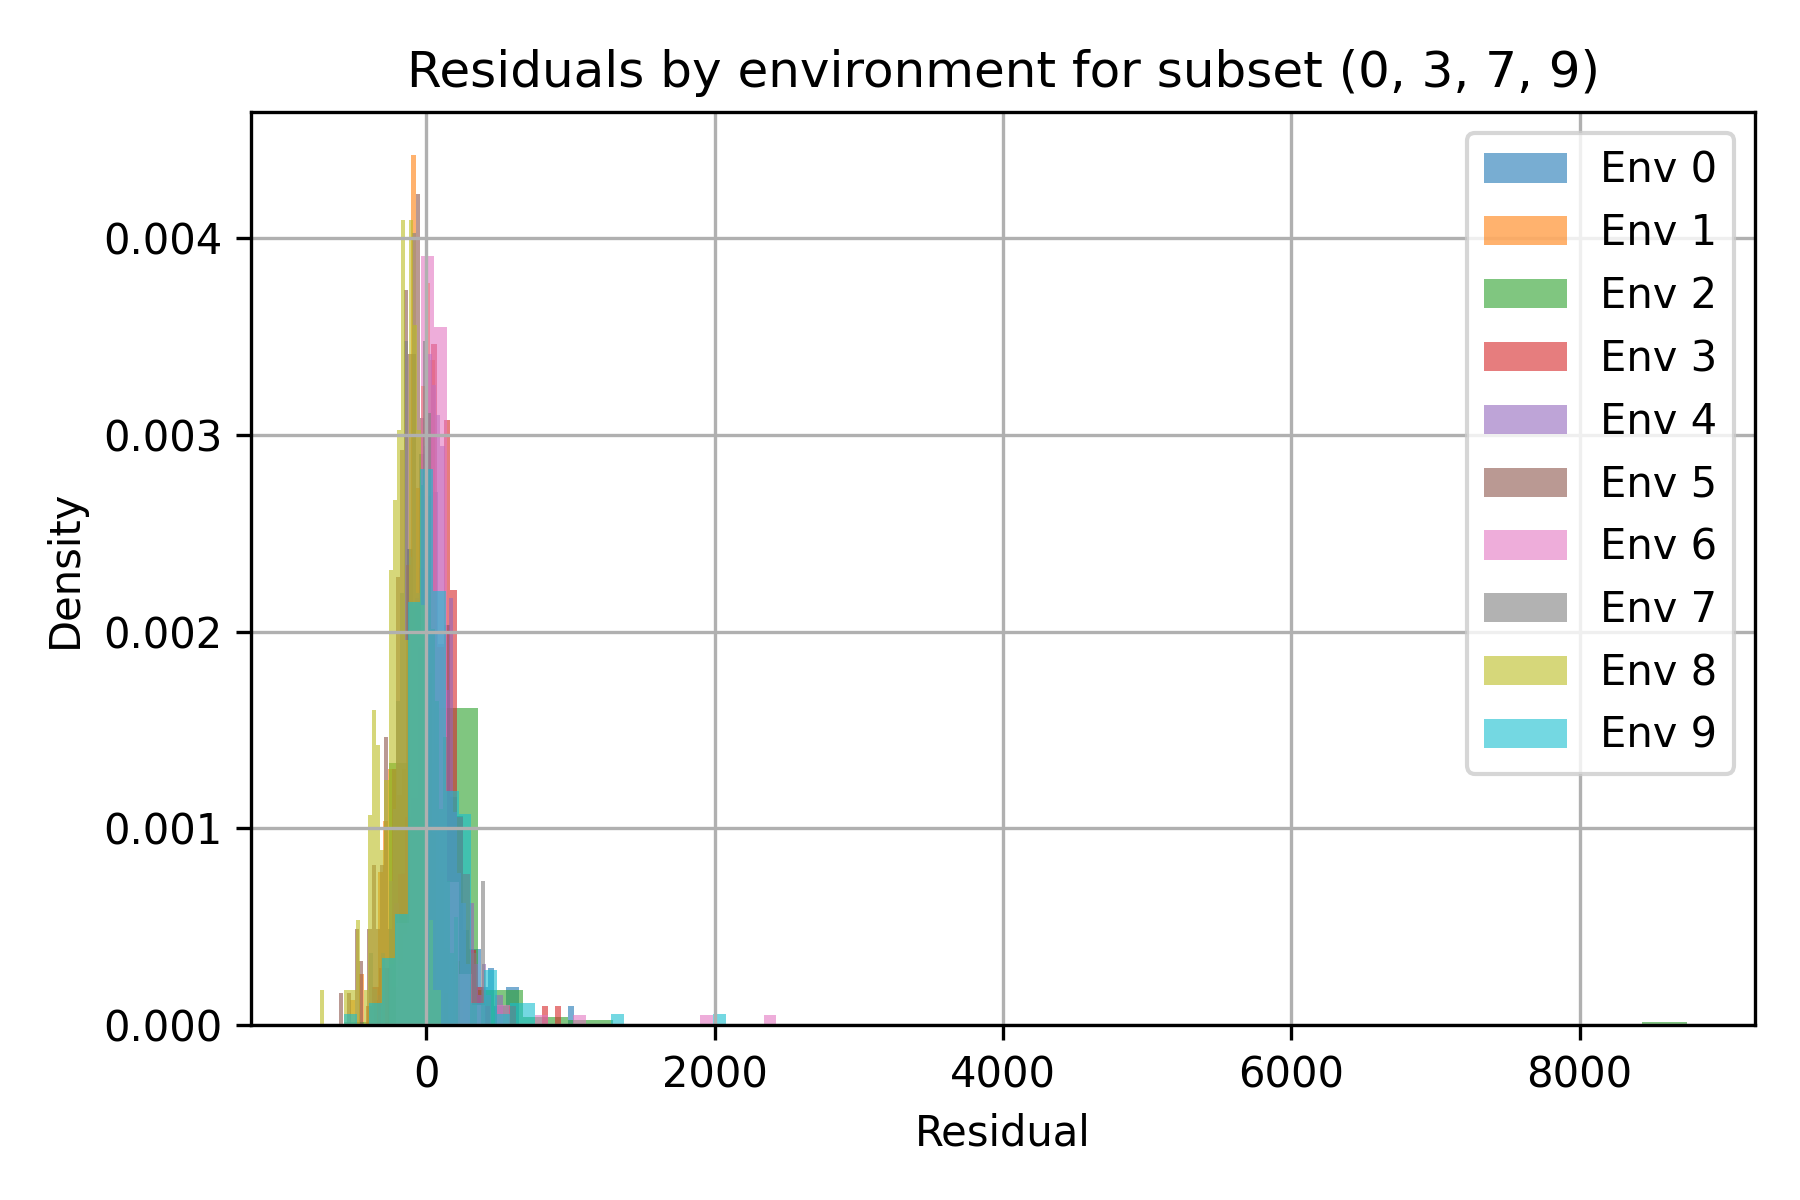 Residuals by environment for subset (0, 3, 7, 9)
Density
0.004
0.003
0.002
0.001
0.000
0
2000
4000
6000
8000
Residual
Env 0
Env 1
Env 2
Env 3
Env 4
Env 5
Env 6
Env 7
Env 8
Env 9